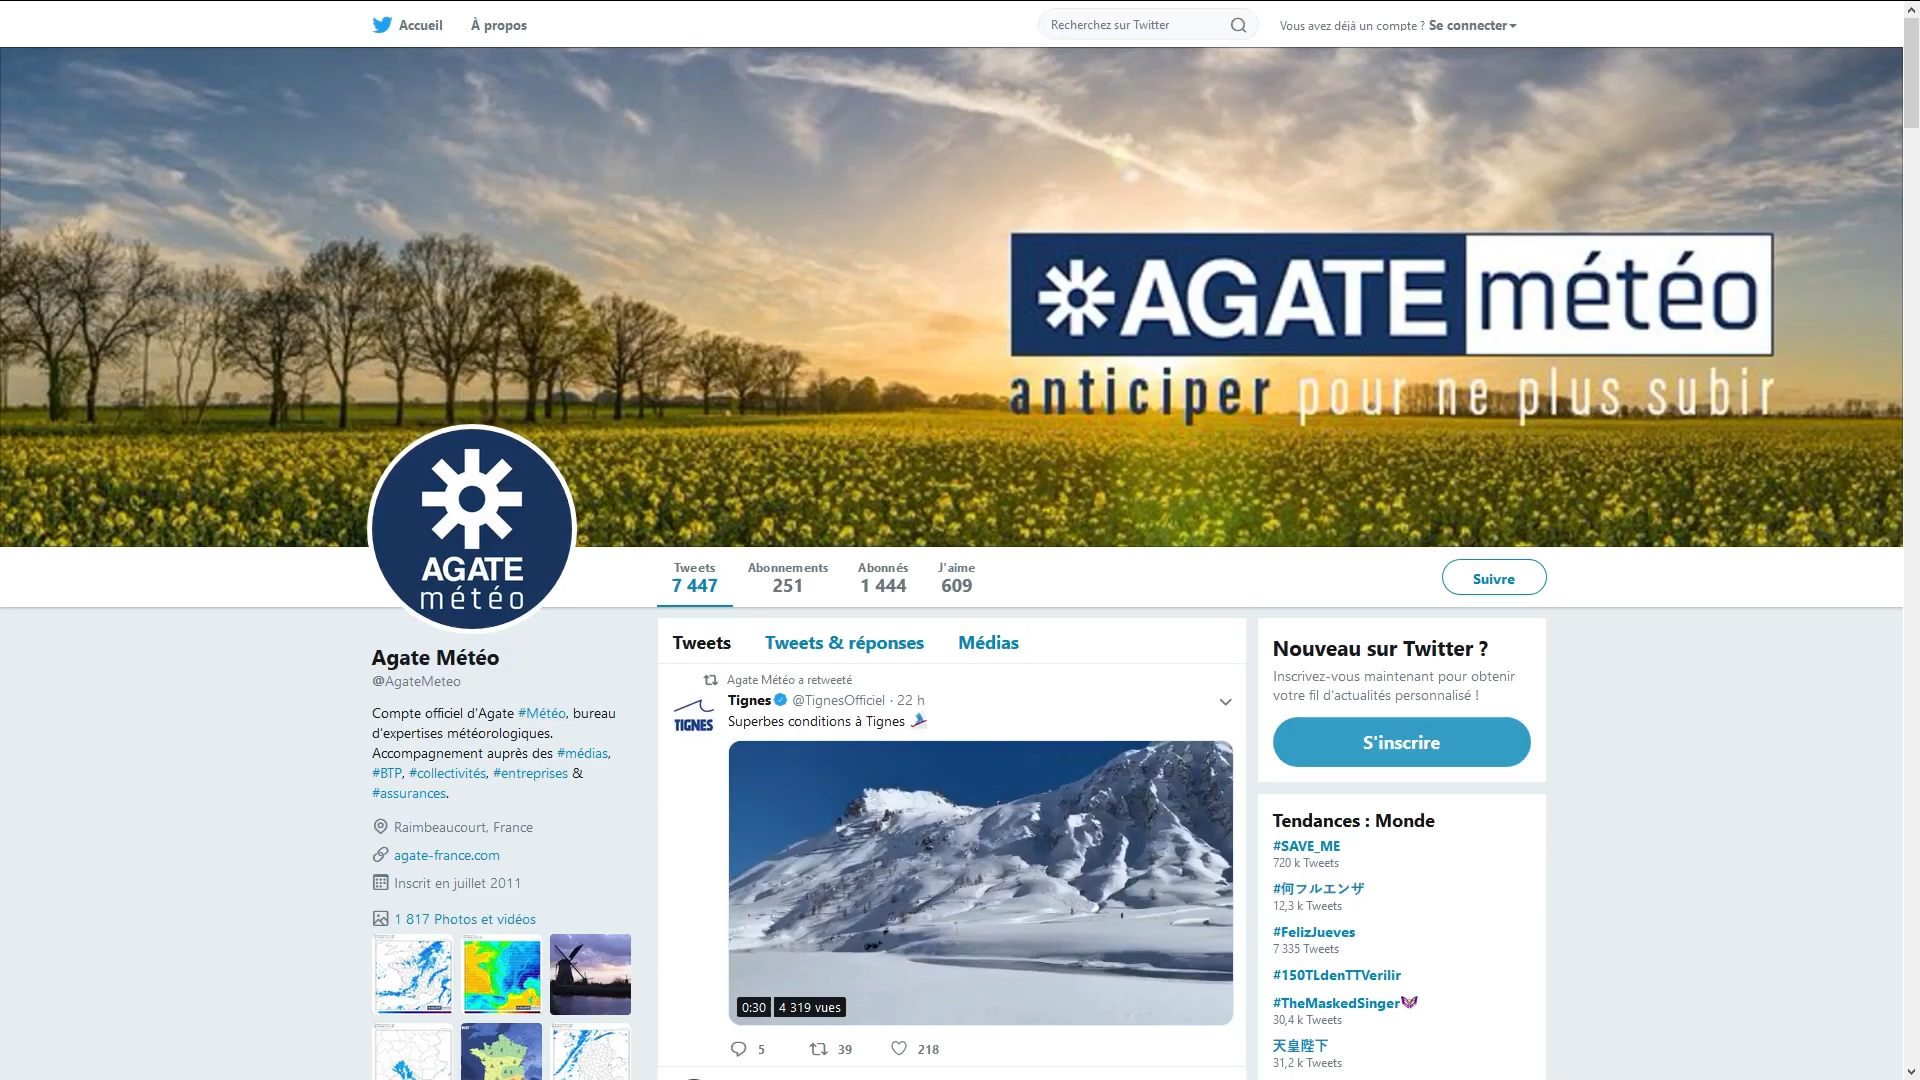 Accueil
À propos
Recherchez sur Twitter
Vous avez déjà un compte ? Se connecter
AGATE météo
anticiper pour ne plus subir
AGATE
météo
Tweets
7 447
Abonnements
251
Abonnés
1 444
J'aime
609
Suivre
Agate Météo
@AgateMeteo
Compte officiel d'Agate #Météo, bureau
d'expertises météorologiques.
Accompagnement auprès des #médias,
#BTP, #collectivités, #entreprises &
#assurances.
Raimbeaucourt, France
agate-france.com
Inscrit en juillet 2011
1 817 Photos et vidéos
Tweets
Tweets & réponses
Médias
Agate Météo a retweeté
TIGNES
Tignes @TignesOfficiel · 22 h
Superbes conditions à Tignes
0:30
4 319 vues
5
39
218
Nouveau sur Twitter ?
Inscrivez-vous maintenant pour obtenir
votre fil d'actualités personnalisé !
S'inscrire
Tendances : Monde
#SAVE_ME
720 k Tweets
#何フルエンザ
12,3 k Tweets
#FelizJueves
7 335 Tweets
#150TLdenTTVerilir
#TheMaskedSinger
30,4 k Tweets
天皇陛下
31,2 k Tweets